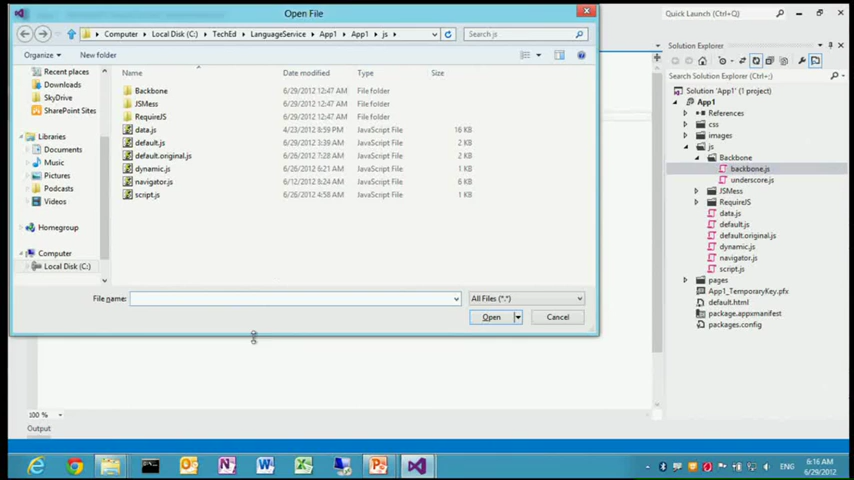 Open File
Quick Launch (Ctrl+Q)
Computer Local Disk (C:) TechEd LanguageService App1 App1 js
Search js
Organize New folder
Solution Explorer
Recent places
Downloads
SkyDrive
SharePoint Sites
Libraries
Documents
Music
Pictures
Podcasts
Videos
Homegroup
Computer
Local Disk (C:)
Name Date modified Type Size
Backbone 6/29/2012 12:47 AM File folder
JSMess 6/29/2012 12:47 AM File folder
RequireJS 6/29/2012 12:47 AM File folder
data.js 4/23/2012 8:59 PM JavaScript File 16 KB
default.js 6/29/2012 3:39 AM JavaScript File 2 KB
default.original.js 6/26/2012 7:28 AM JavaScript File 2 KB
dynamic.js 6/26/2012 6:21 AM JavaScript File 1 KB
navigator.js 6/12/2012 8:24 AM JavaScript File 6 KB
script.js 6/26/2012 4:58 AM JavaScript File 1 KB
File name:
All Files (*.*)
Open
Cancel
Search Solution Explorer (Ctrl+;)
Solution 'App1' (1 project)
App1
References
css
images
js
Backbone
backbone.js
underscore.js
JSMess
RequireJS
data.js
default.js
default.original.js
dynamic.js
navigator.js
script.js
pages
App1_TemporaryKey.pfx
default.html
package.appxmanifest
packages.config
100 %
Output
ENG
6:16 AM
6/29/2012